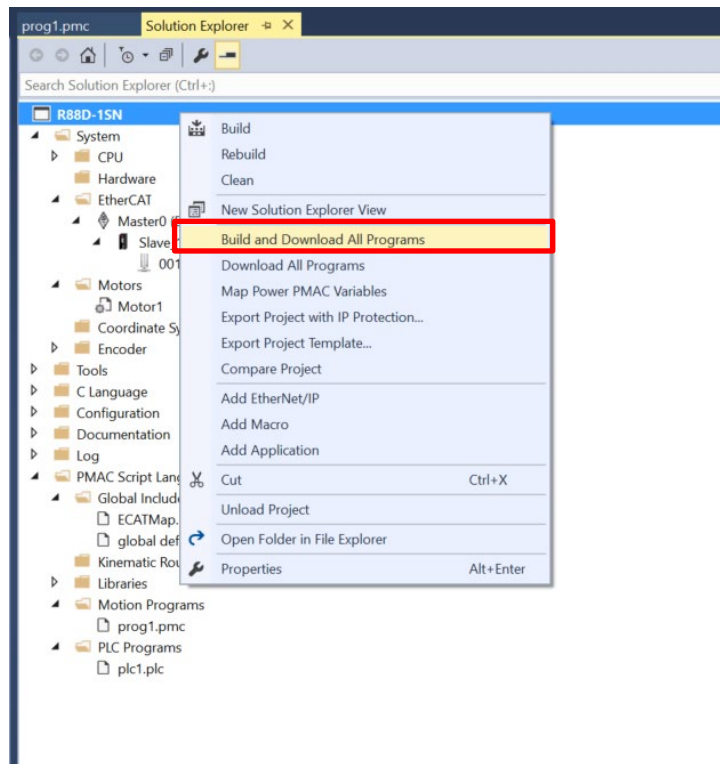 prog1.pmc Solution Explorer
Search Solution Explorer (Ctrl+;)
R88D-1SN
System
CPU
Hardware
EtherCAT
Master0 (
Slave_
001
Motors
Motor1
Coordinate Sy
Encoder
Tools
C Language
Configuration
Documentation
Log
PMAC Script Lang
Global Include
ECATMap.
global def
Kinematic Rou
Libraries
Motion Programs
prog1.pmc
PLC Programs
plc1.plc
Build
Rebuild
Clean
New Solution Explorer View
Build and Download All Programs
Download All Programs
Map Power PMAC Variables
Export Project with IP Protection...
Export Project Template...
Compare Project
Add EtherNet/IP
Add Macro
Add Application
Cut Ctrl+X
Unload Project
Open Folder in File Explorer
Properties Alt+Enter